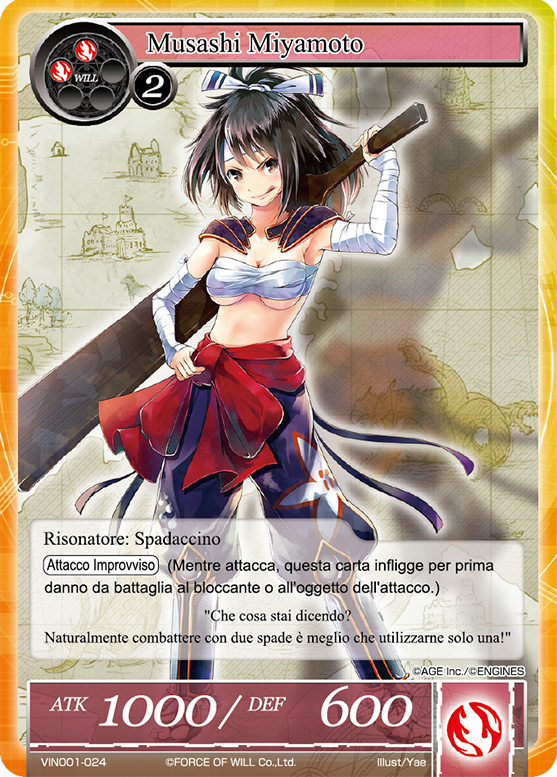 Musashi Miyamoto
WILL
2
Risonatore: Spadaccino
Attacco Improvviso (Mentre attacca, questa carta infligge per prima
danno da battaglia al bloccante o all'oggetto dell'attacco.)
"Che cosa stai dicendo?
Naturalmente combattere con due spade è meglio che utilizzarne solo una!"
©AGE Inc./©ENGINES
ATK 1000 / DEF 600
VIN001-024 ©FORCE OF WILL Co.,Ltd. Illust/Yae